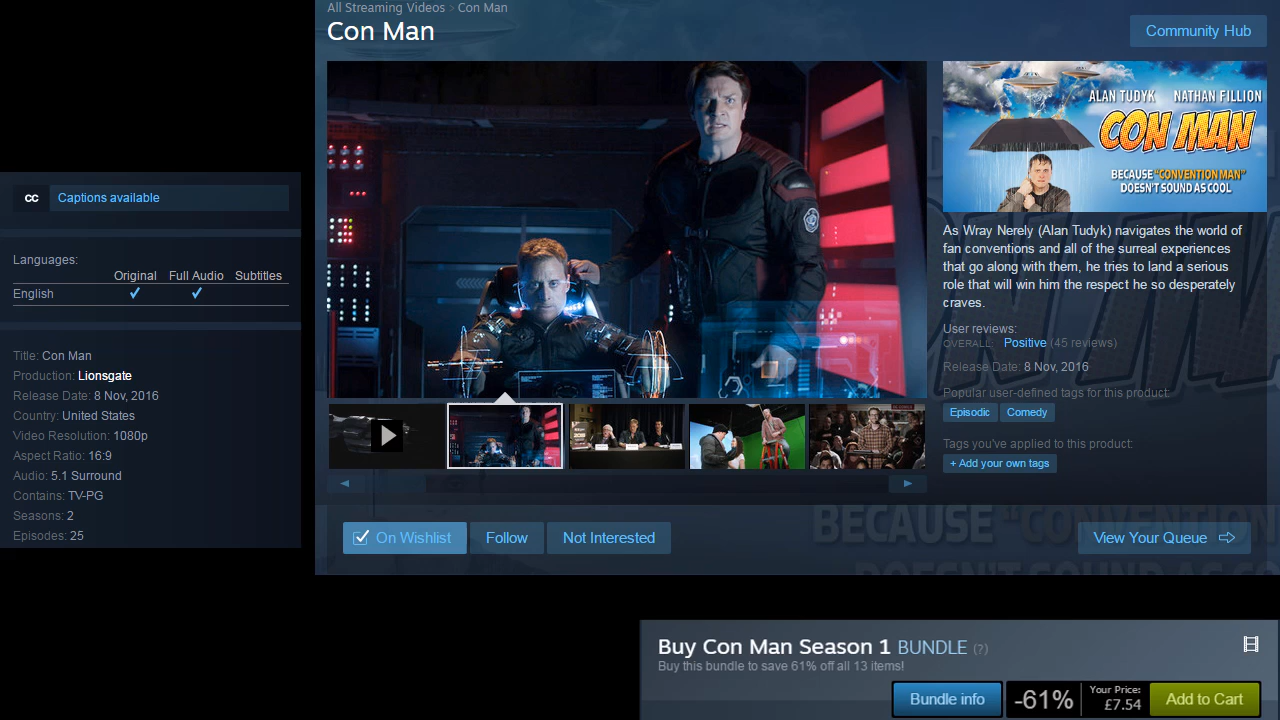 All Streaming Videos > Con Man
Con Man
Community Hub
ALAN TUDYK NATHAN FILLION
CON MAN
BECAUSE "CONVENTION MAN"
DOESN'T SOUND AS COOL
CC Captions available
Languages:
Original Full Audio Subtitles
English
Title: Con Man
Production: Lionsgate
Release Date: 8 Nov, 2016
Country: United States
Video Resolution: 1080p
Aspect Ratio: 16:9
Audio: 5.1 Surround
Contains: TV-PG
Seasons: 2
Episodes: 25
As Wray Nerely (Alan Tudyk) navigates the world of
fan conventions and all of the surreal experiences
that go along with them, he tries to land a serious
role that will win him the respect he so desperately
craves.
User reviews:
OVERALL: Positive (45 reviews)
Release Date: 8 Nov, 2016
Popular user-defined tags for this product:
Episodic Comedy
Tags you've applied to this product:
+ Add your own tags
On Wishlist Follow Not Interested
View Your Queue
BECAUSE "CONVENTION
DOESN'T SOUND AS COOL
Buy Con Man Season 1 BUNDLE (?)
Buy this bundle to save 61% off all 13 items!
Bundle info
-61%
Your Price:
£7.54
Add to Cart